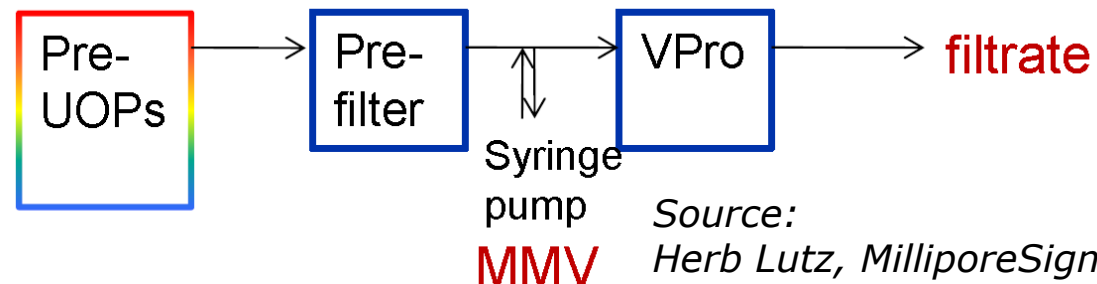 Pre-
UOPs
Pre-
filter
VPro
filtrate
Syringe
pump
MMV
Source:
Herb Lutz, MilliporeSign